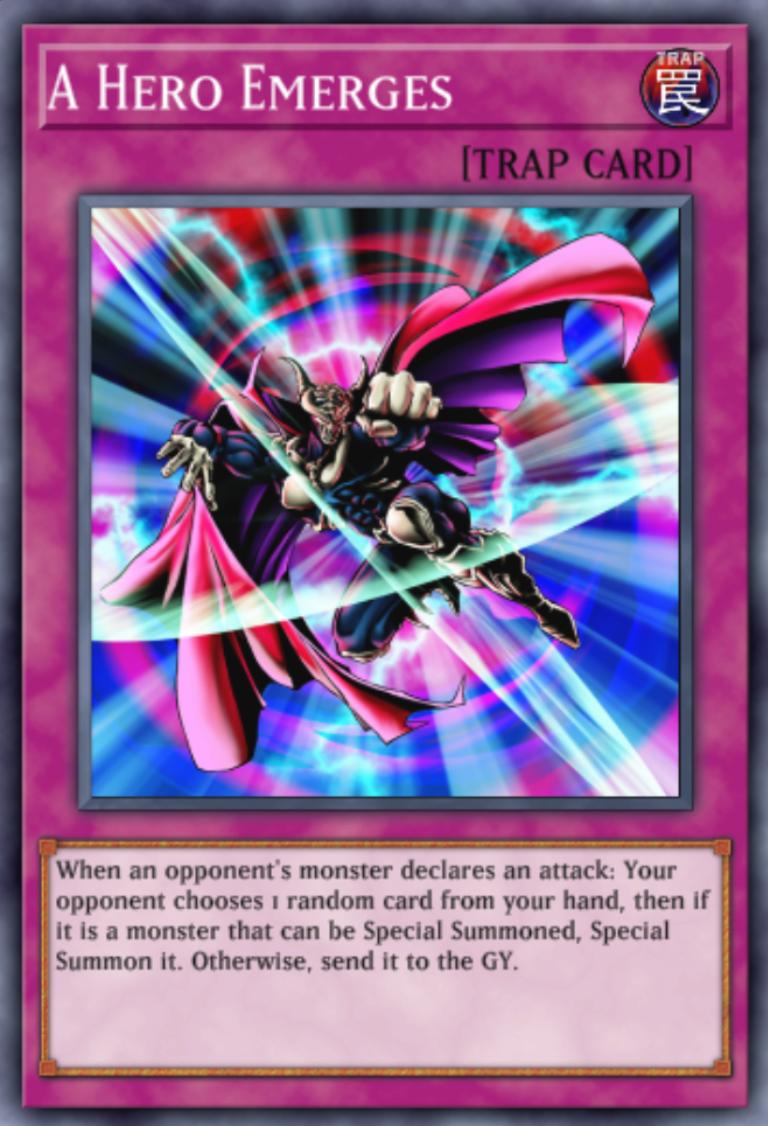 A Hero Emerges
TRAP
罠
[TRAP CARD]
When an opponent's monster declares an attack: Your
opponent chooses 1 random card from your hand, then if
it is a monster that can be Special Summoned, Special
Summon it. Otherwise, send it to the GY.